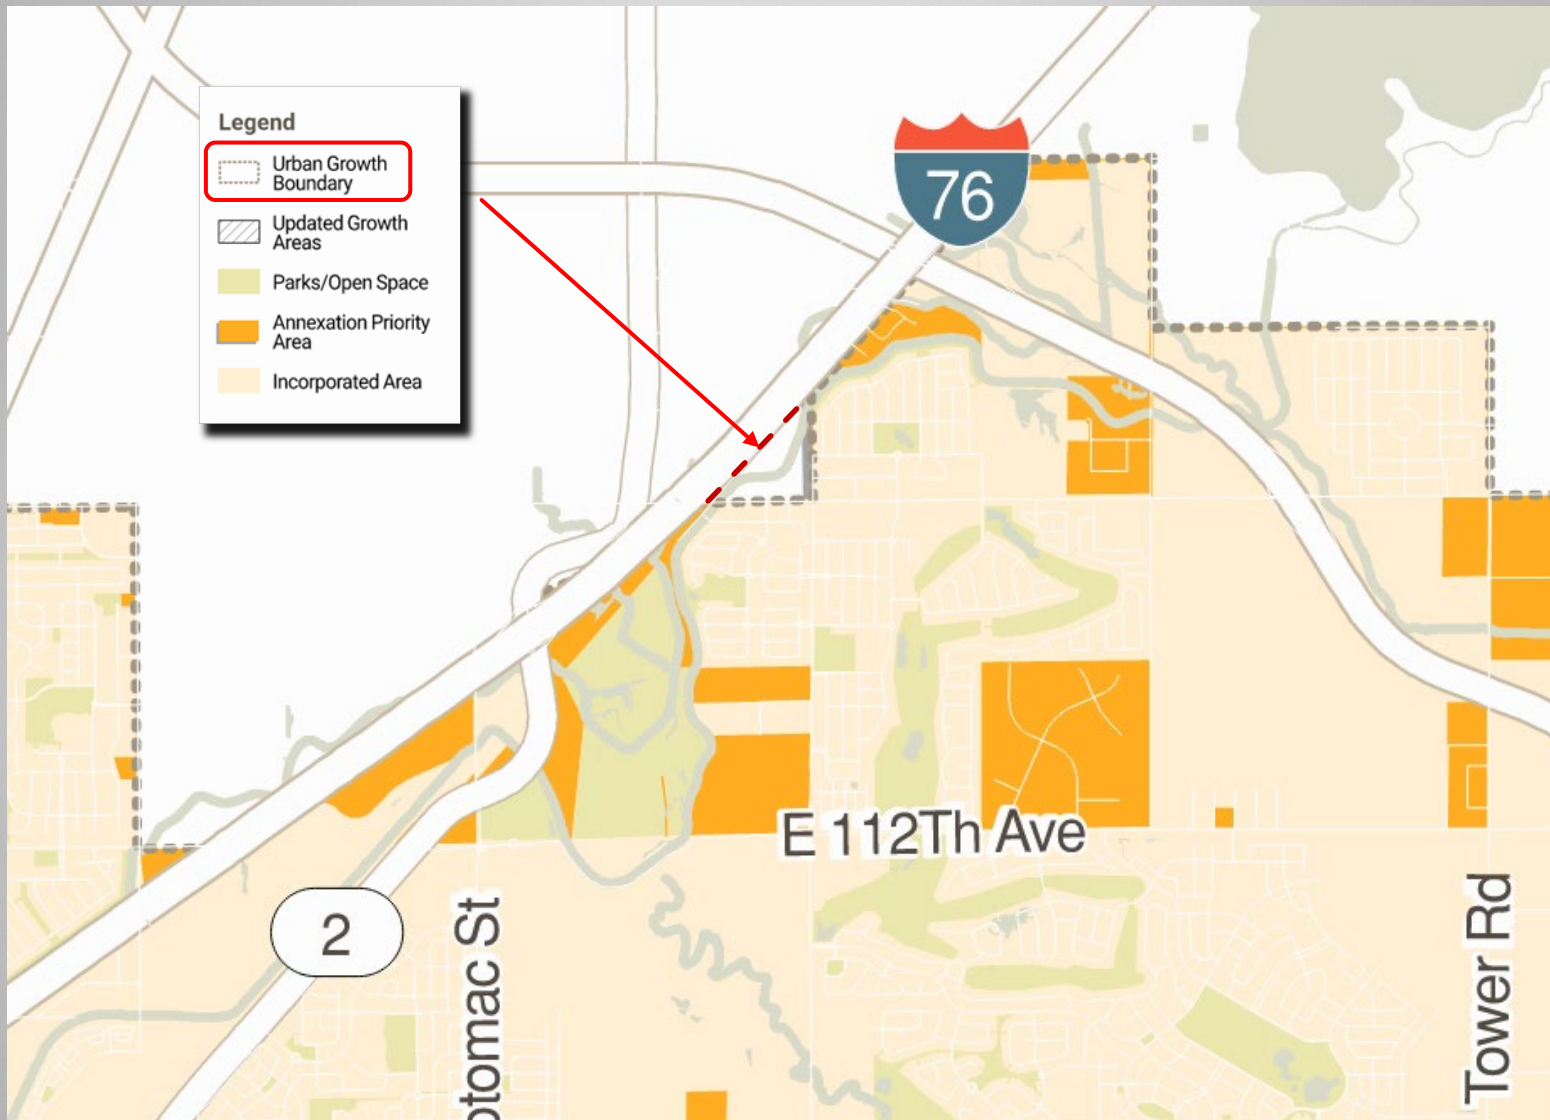 Legend
Urban Growth
Boundary
Updated Growth
Areas
Parks/Open Space
Annexation Priority
Area
Incorporated Area
76
E 112Th Ave
2
otomac St
Tower Rd